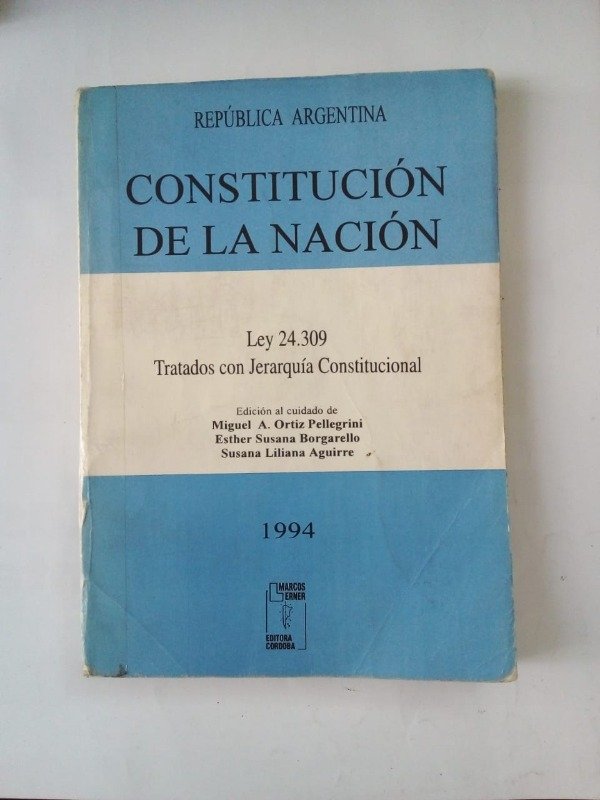 REPÚBLICA ARGENTINA
CONSTITUCIÓN
DE LA NACIÓN
Ley 24.309
Tratados con Jerarquía Constitucional
Edición al cuidado de
Miguel A. Ortiz Pellegrini
Esther Susana Borgarello
Susana Liliana Aguirre
1994
MARCOS
LERNER
EDITORA
CORDOBA